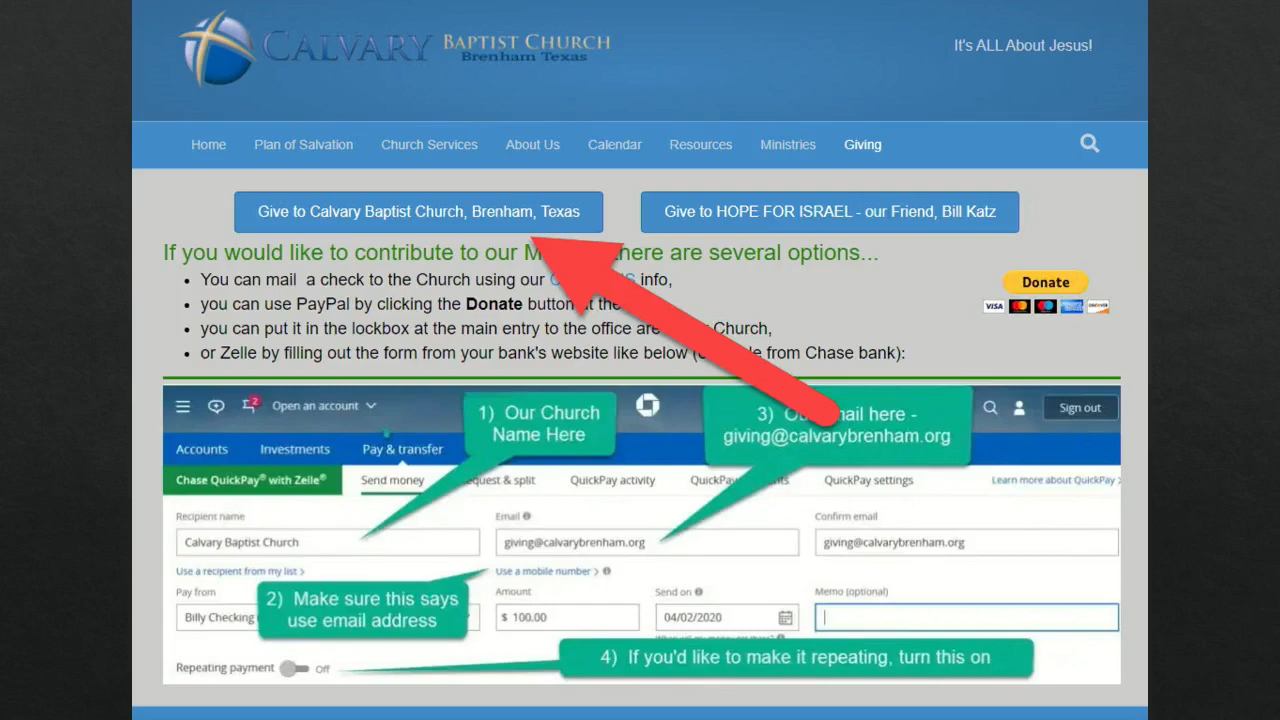 CALVARY BAPTIST CHURCH
Brenham Texas
It's ALL About Jesus!
Home Plan of Salvation Church Services About Us Calendar Resources Ministries Giving
Give to Calvary Baptist Church, Brenham, Texas
Give to HOPE FOR ISRAEL - our Friend, Bill Katz
If you would like to contribute to our there are several options...
• You can mail a check to the Church using our info,
• you can use PayPal by clicking the Donate button
• you can put it in the lockbox at the main entry to the office Church,
• or Zelle by filling out the form from your bank's website like below from Chase bank):
Donate
VISA
2
Open an account
Sign out
1) Our Church
Name Here
3) here -
giving@calvarybrenham.org
Accounts Investments Pay & transfer
Chase QuickPay® with Zelle® Send money & split QuickPay activity QuickPay settings Learn more about QuickPay >
Recipient name Email Confirm email
Calvary Baptist Church giving@calvarybrenham.org giving@calvarybrenham.org
Use a recipient from my list > Use a mobile number >
Pay from Amount Send on Memo (optional)
Billy Checking $ 100.00 04/02/2020
2) Make sure this says
use email address
Repeating payment Off
4) If you'd like to make it repeating, turn this on